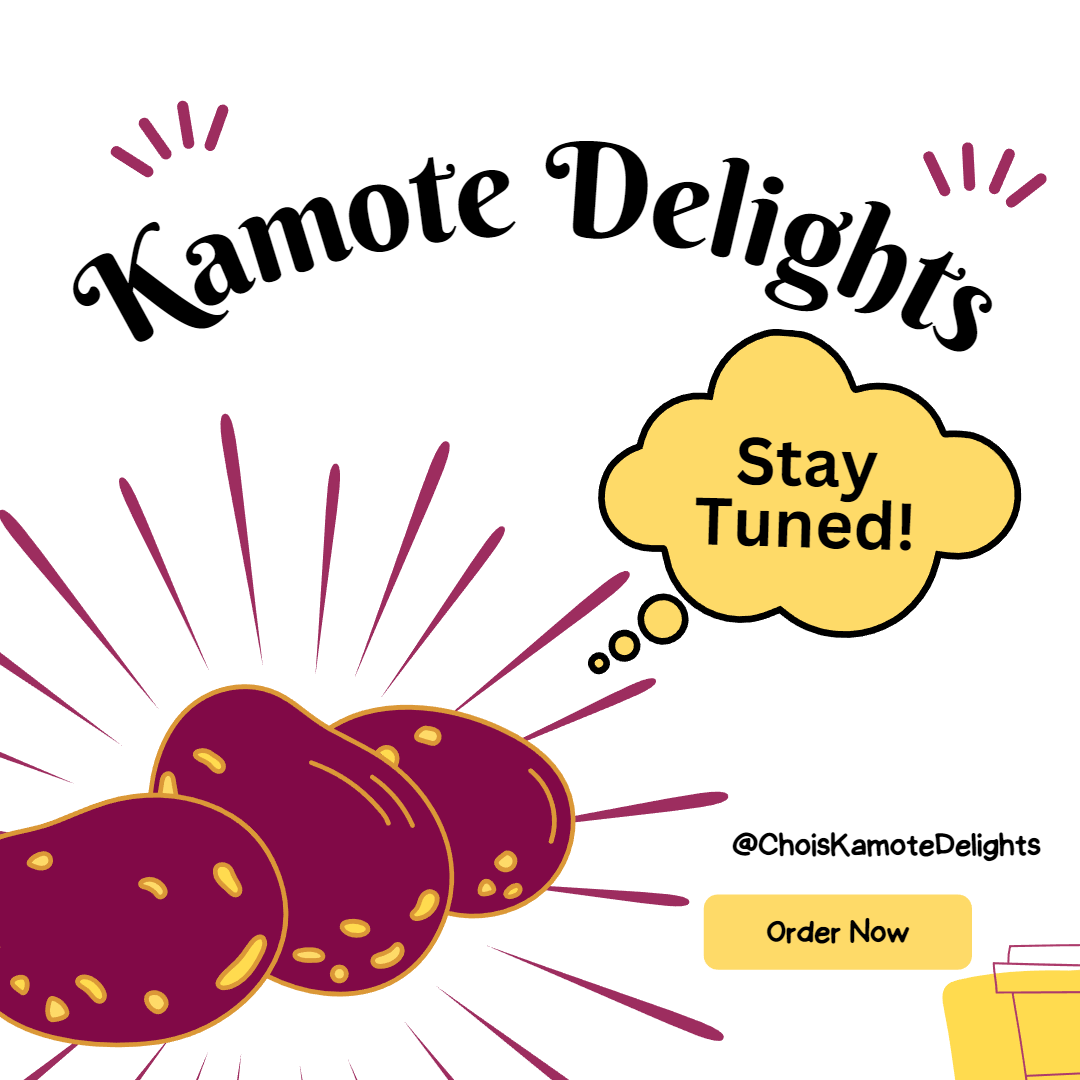 Kamote Delights
Stay
Tuned!
@ChoisKamoteDelights
Order Now